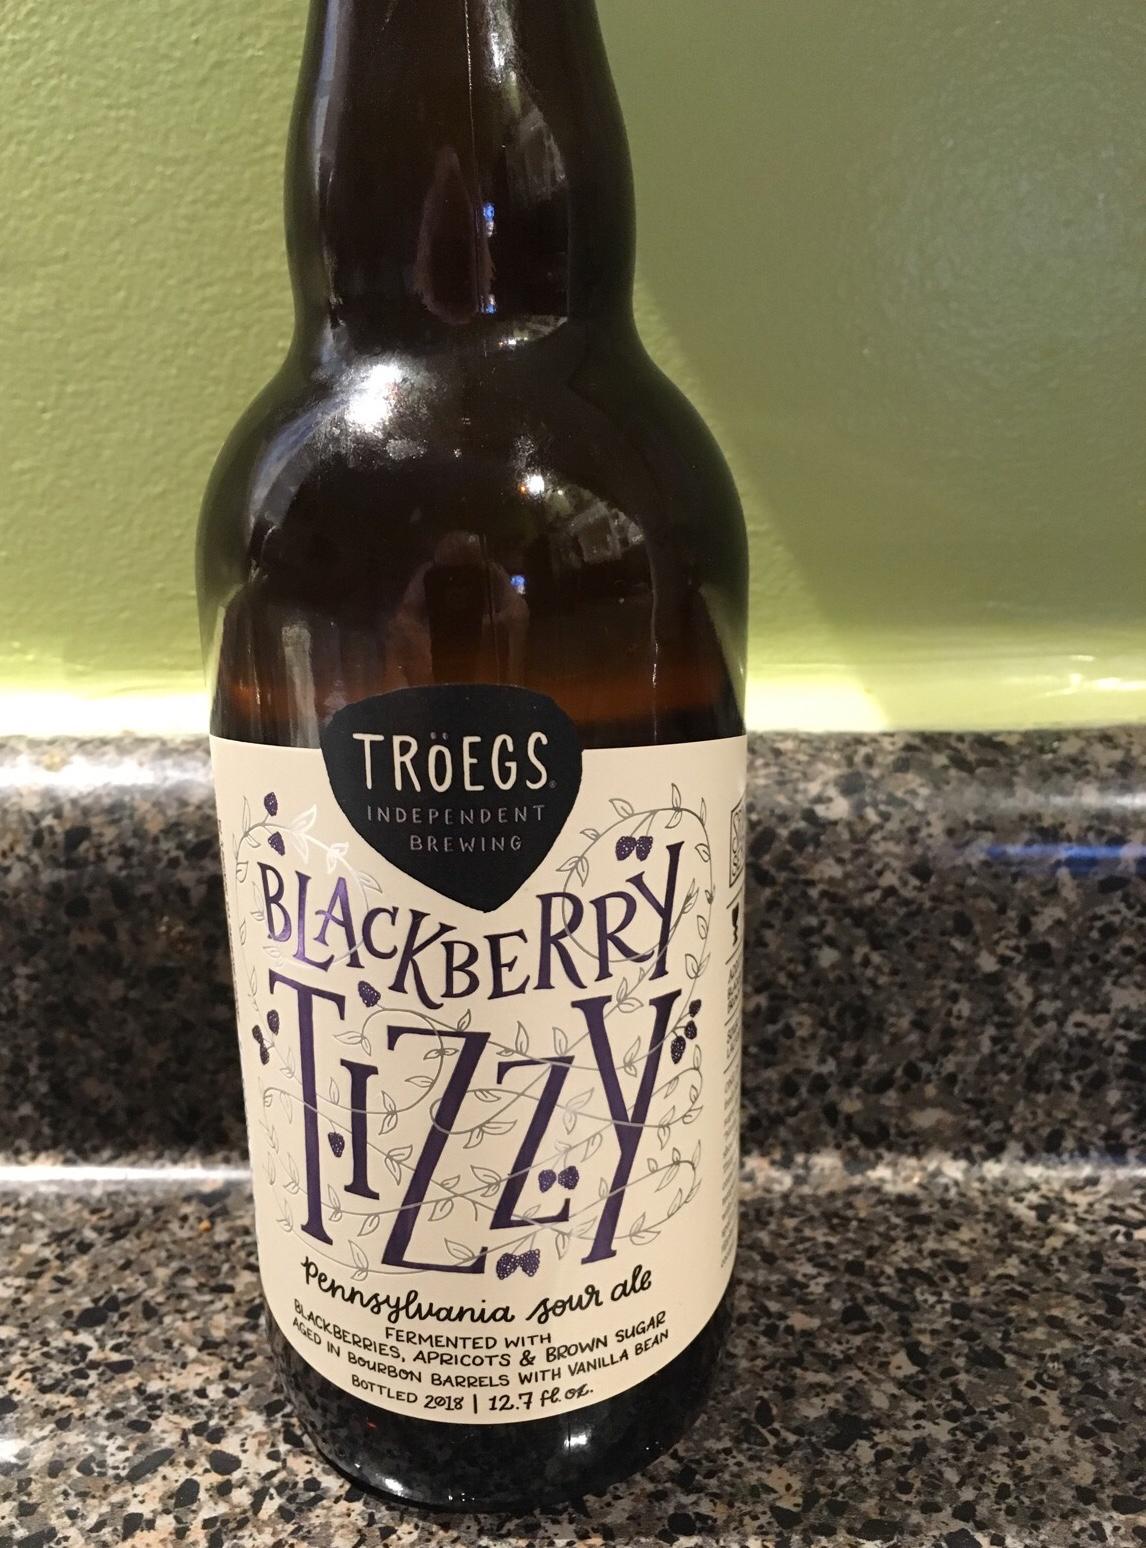 TRÖEGS
INDEPENDENT
BREWING
BLACKBERRY
TIZZY
pennsylvania sour ale
FERMENTED WITH
BLACKBERRIES, APRICOTS & BROWN SUGAR
AGED IN BOURBON BARRELS WITH VANILLA BEAN
BOTTLED 2018 | 12.7 fl. oz.